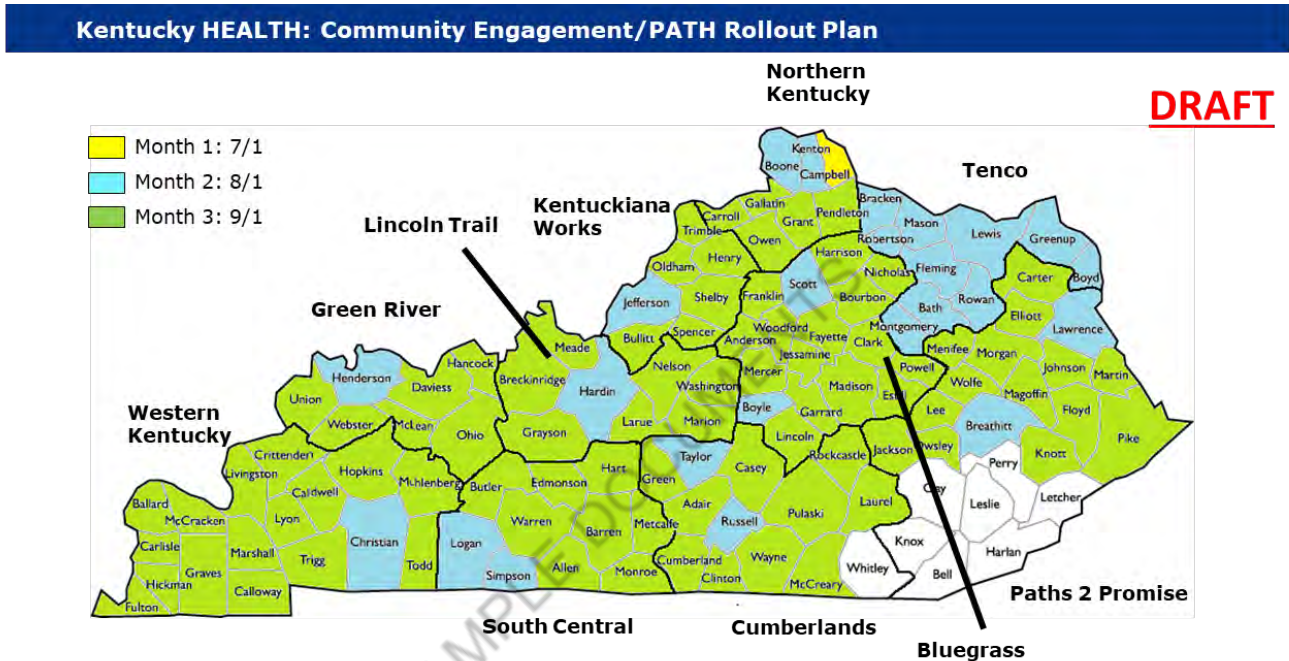 Kentucky HEALTH: Community Engagement/PATH Rollout Plan
Northern
Kentucky
DRAFT
Month 1: 7/1
Month 2: 8/1
Month 3: 9/1
Tenco
Kentuckiana
Works
Lincoln Trail
Green River
Western
Kentucky
South Central
Cumberlands
Paths 2 Promise
Bluegrass
Kenton
Boone
Campbell
Gallatin
Carroll
Grant
Pendleton
Bracken
Mason
Lewis
Greenup
Trimble
Owen
Robertson
Harrison
Henry
Oldham
Fleming
Boyd
Carter
Nicholas
Scott
Rowan
Jefferson
Shelby
Franklin
Bourbon
Bath
Elliott
Lawrence
Montgomery
Woodford
Fayette
Clark
Spencer
Bullitt
Anderson
Jessamine
Menifee
Morgan
Johnson
Martin
Meade
Nelson
Mercer
Powell
Madison
Wolfe
Magoffin
Hancock
Breckinridge
Hardin
Washington
Estill
Lee
Floyd
Henderson
Daviess
Boyle
Garrard
Breathitt
Pike
Union
Webster
McLean
Ohio
Grayson
Larue
Marion
Lincoln
Jackson
Owsley
Knott
Crittenden
Livingston
Hopkins
Muhlenberg
Butler
Edmonson
Hart
Green
Taylor
Casey
Rockcastle
Perry
Clay
Leslie
Letcher
Caldwell
Ballard
McCracken
Lyon
Warren
Barren
Metcalfe
Adair
Russell
Pulaski
Laurel
Carlisle
Marshall
Christian
Logan
Knox
Harlan
Trigg
Todd
Simpson
Allen
Monroe
Cumberland
Clinton
Wayne
McCreary
Whitley
Bell
Hickman
Graves
Calloway
Fulton
MPLE DOCUMENTS